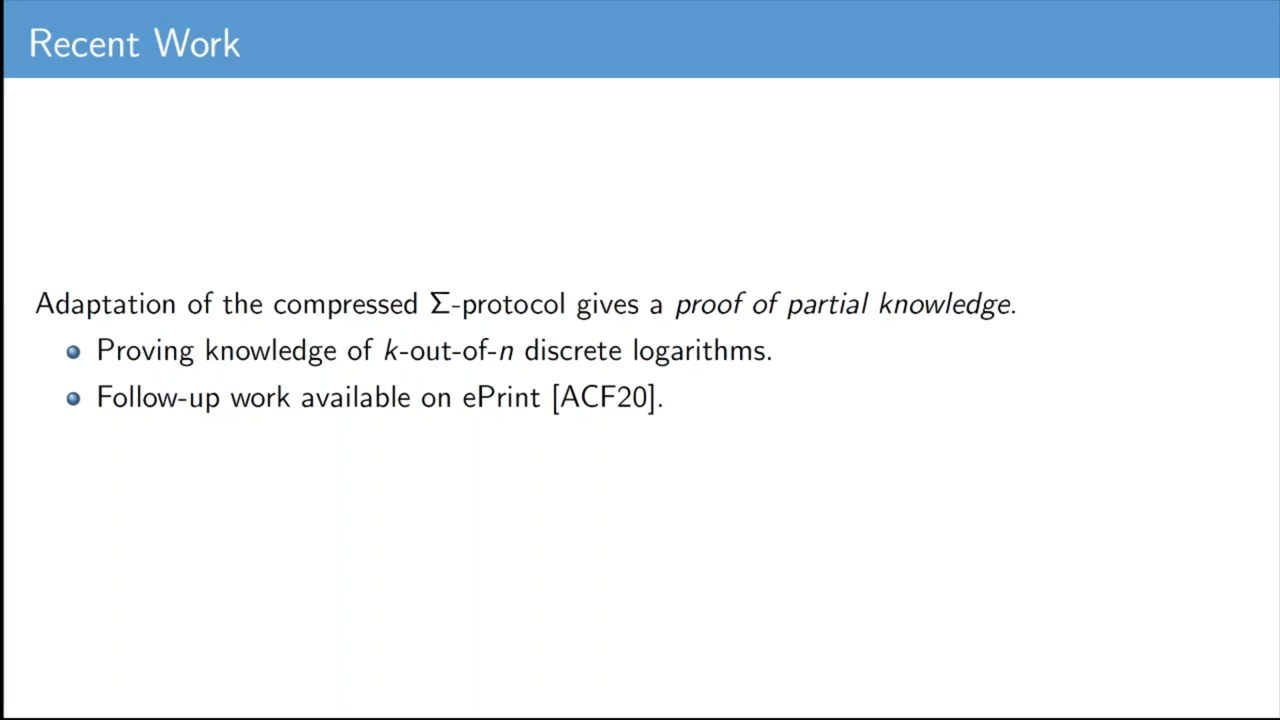 Recent Work
Adaptation of the compressed Σ-protocol gives a proof of partial knowledge.
Proving knowledge of k-out-of-n discrete logarithms.
Follow-up work available on ePrint [ACF20].